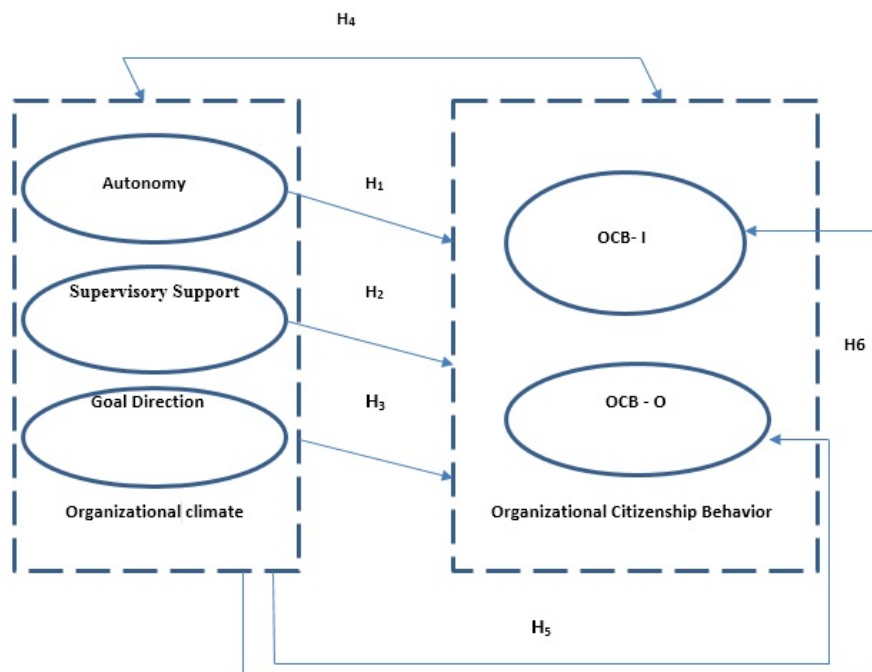 H₄
Autonomy
H₁
OCB- I
Supervisory Support
H₂
H6
Goal Direction
H₃
OCB - O
Organizational climate
Organizational Citizenship Behavior
H₅